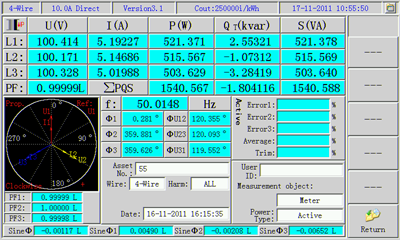 4-Wire 10.0A Direct Version3.1 Cout:2500001/kWh 17-11-2011 10:55:50
U(V) I(A) P(W) Q T(kvar) S(VA)
L1: 100.414 5.19227 521.371 2.55321 521.378
L2: 100.171 5.14686 515.567 -1.07312 515.569
L3: 100.328 5.01988 503.629 -3.28419 503.640
PF: 0.99999L ΣPQS 1540.567 -1.804116 1540.588
Prog. Ref: U1
90° 180° 0° 270°
I1 U2
Clockwise
f: 50.0148 Hz
Φ1 0.281 ° ΦU12 120.355 °
Φ2 359.881 ° ΦU23 120.093 °
Φ3 359.626 ° ΦU31 119.552 °
Active
Error1: %
Error2: %
Error3: %
Average: %
Trim: %
Asset No.: 55
Wire: 4-Wire Harm: ALL
Date: 16-11-2011 16:15:35
User ID:
Measurement object:
Meter
Power Type: Active
PF1: 0.99999 L
PF2: 1.00000 L
PF3: 0.99998 L
SineΦ -0.00117 L SineΦ1 0.00490 L SineΦ2 -0.00208 L SineΦ3 -0.00652 L
---
---
---
---
Return